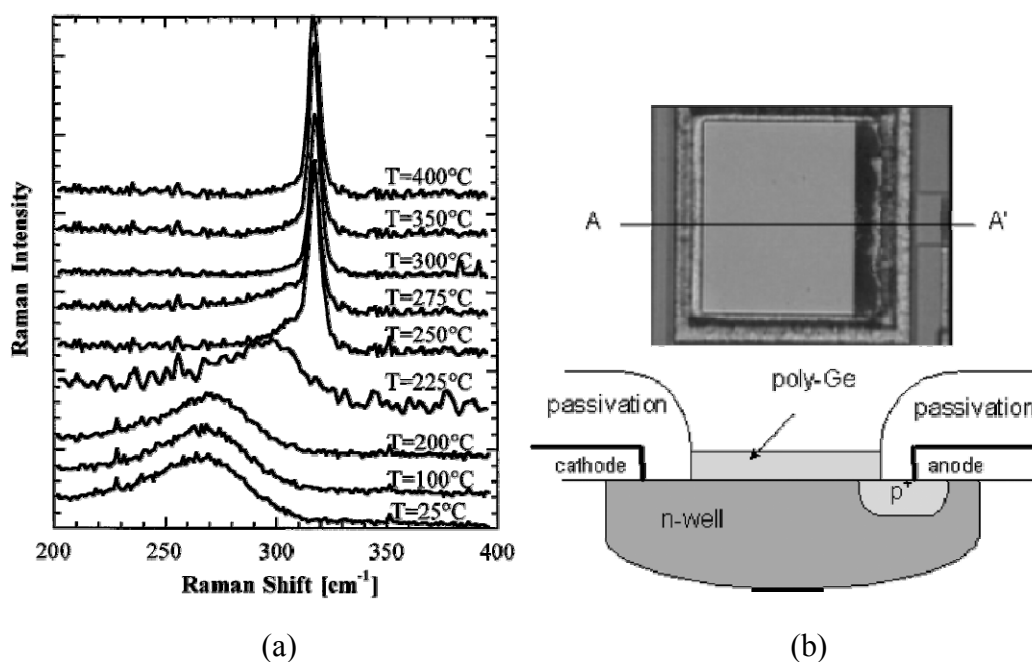 Raman Intensity
T=400°C
T=350°C
T=300°C
T=275°C
T=250°C
T=225°C
T=200°C
T=100°C
T=25°C
200 250 300 350 400
Raman Shift [cm⁻¹]
(a)
A A'
poly-Ge
passivation passivation
cathode anode
p⁺
n-well
(b)